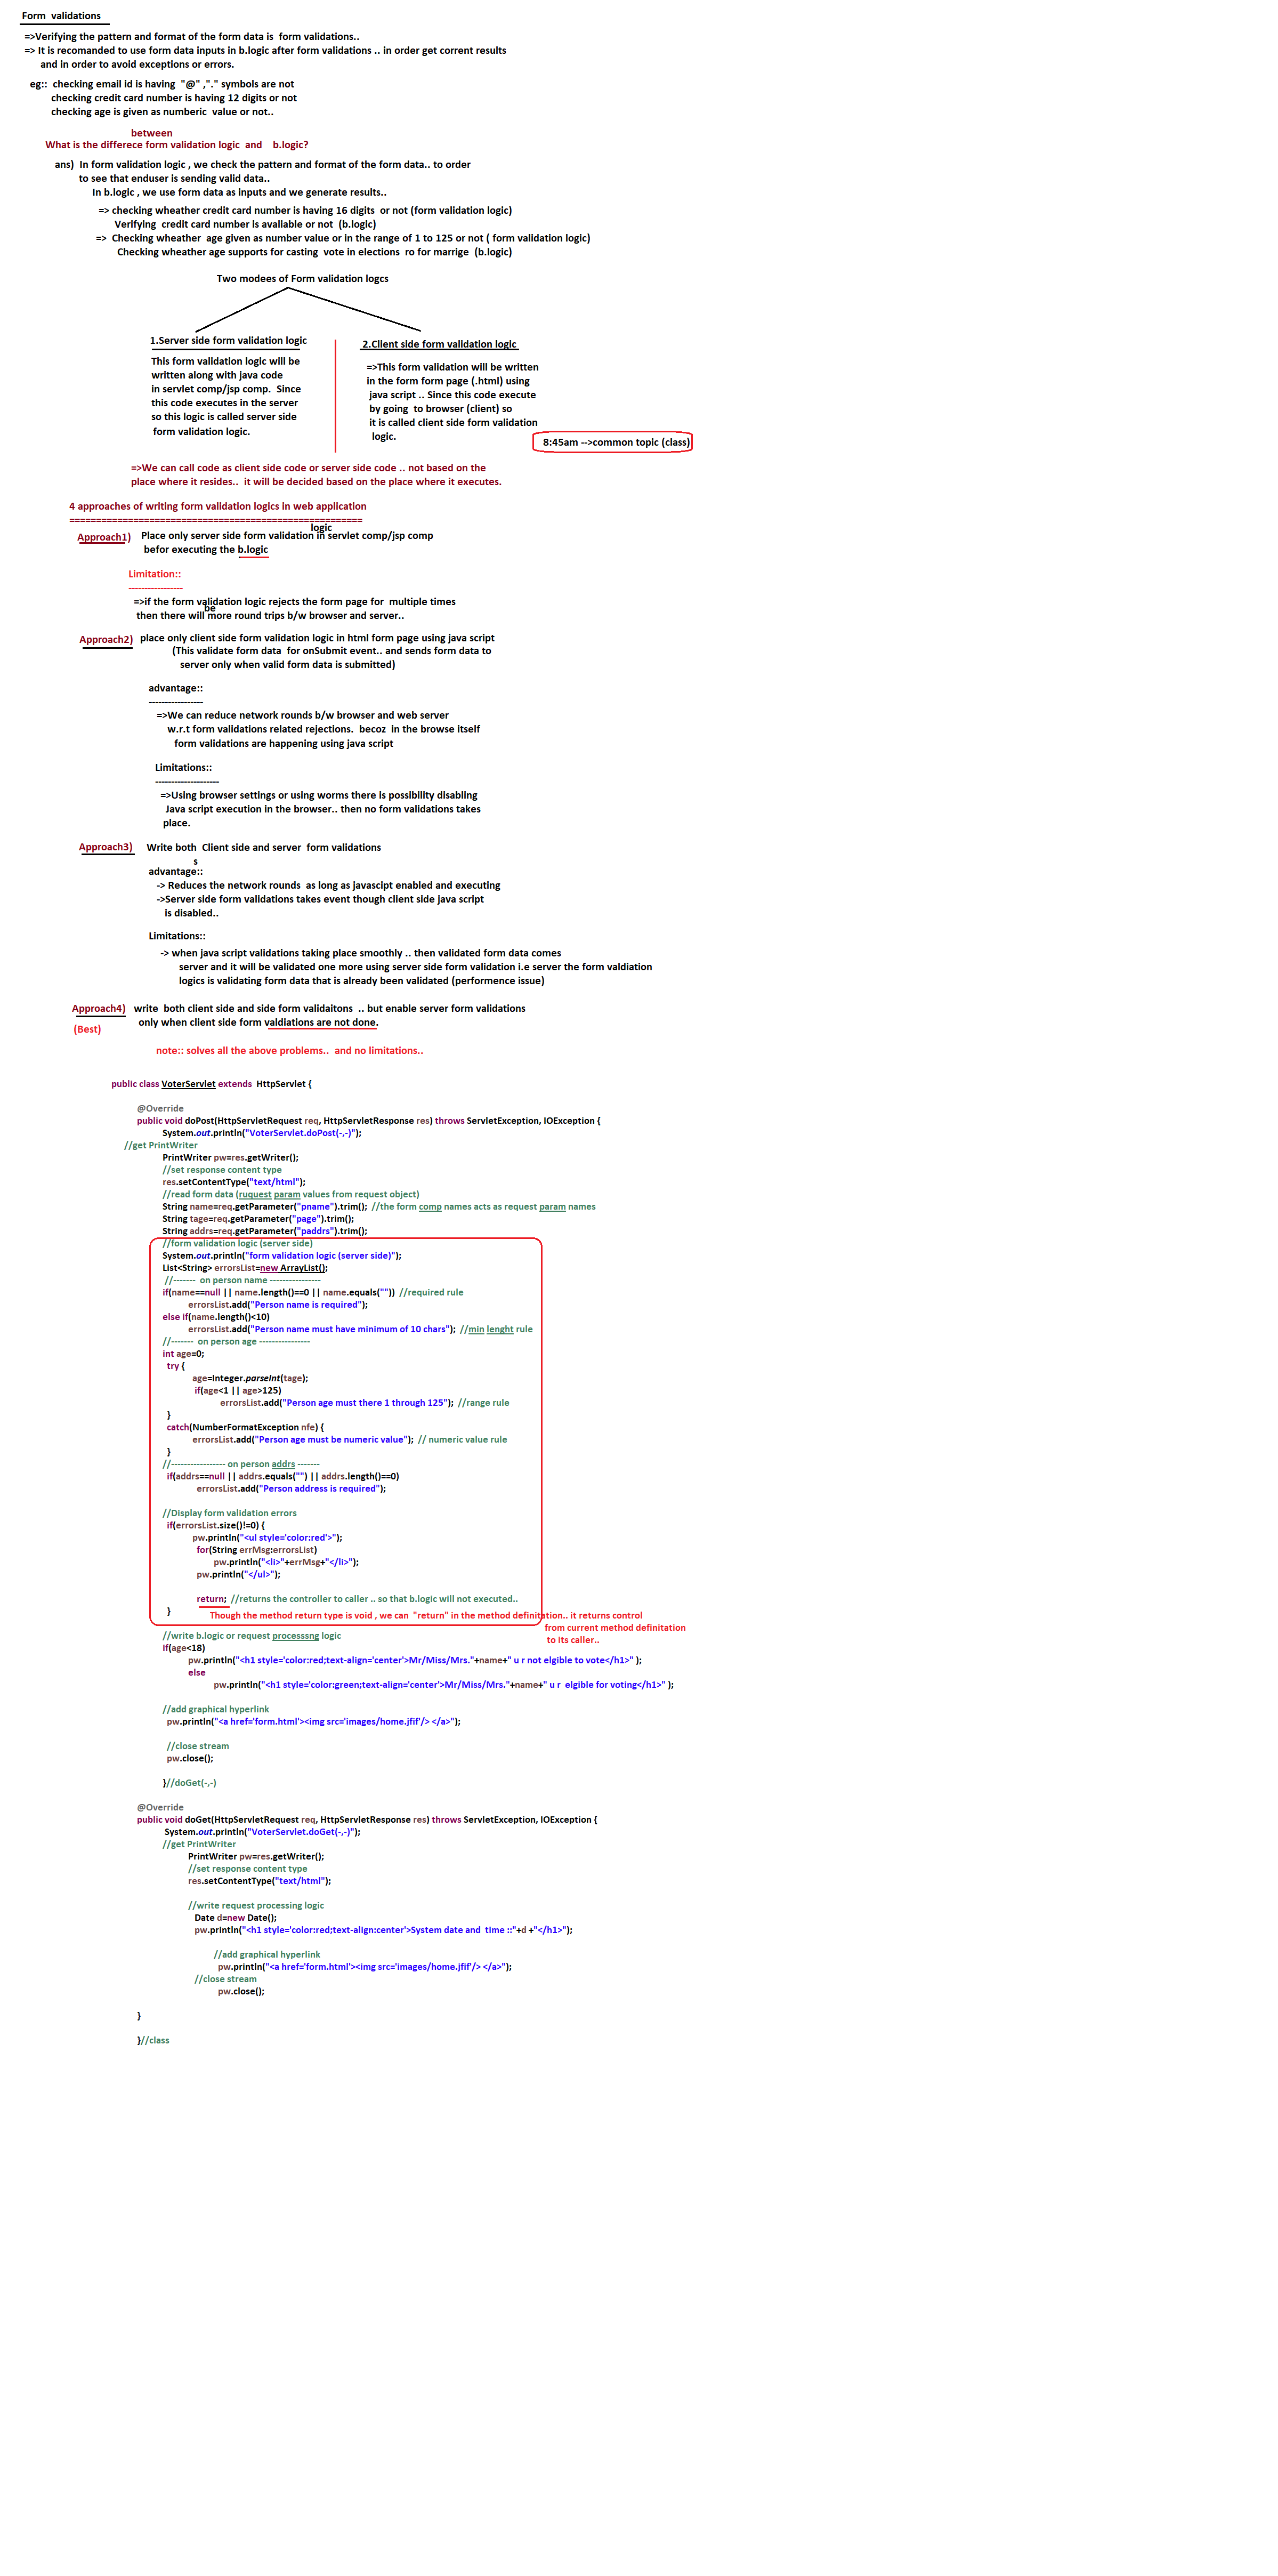 Form  validations
=>Verifying the pattern and format of the form data is  form validations..
=> It is recomanded to use form data inputs in b.logic after form validations .. in order get corrent results
and in order to avoid exceptions or errors.
eg::  checking email id is having  "@" ,"." symbols are not
checking credit card number is having 12 digits or not
checking age is given as numberic  value or not..
between
What is the differece form validation logic  and    b.logic?
ans)  In form validation logic , we check the pattern and format of the form data.. to order
to see that enduser is sending valid data..
In b.logic , we use form data as inputs and we generate results..
=> checking wheather credit card number is having 16 digits  or not (form validation logic)
Verifying  credit card number is avaliable or not  (b.logic)
=>  Checking wheather  age given as number value or in the range of 1 to 125 or not ( form validation logic)
Checking wheather age supports for casting  vote in elections  ro for marrige  (b.logic)
Two modees of Form validation logcs
1.Server side form validation logic
This form validation logic will be
written along with java code
in servlet comp/jsp comp.  Since
this code executes in the server
so this logic is called server side
form validation logic.
2.Client side form validation logic
=>This form validation will be written
in the form form page (.html) using
java script .. Since this code execute
by going  to browser (client) so
it is called client side form validation
logic.
8:45am -->common topic (class)
=>We can call code as client side code or server side code .. not based on the
place where it resides..  it will be decided based on the place where it executes.
4 approaches of writing form validation logics in web application
=======================================================
logic
Approach1)   Place only server side form validation in servlet comp/jsp comp
befor executing the b.logic
Limitation::
-----------------
=>if the form validation logic rejects the form page for  multiple times
be
then there will more round trips b/w browser and server..
Approach2)  place only client side form validation logic in html form page using java script
(This validate form data  for onSubmit event.. and sends form data to
server only when valid form data is submitted)
advantage::
-----------------
=>We can reduce network rounds b/w browser and web server
w.r.t form validations related rejections.  becoz  in the browse itself
form validations are happening using java script
Limitations::
--------------------
=>Using browser settings or using worms there is possibility disabling
Java script execution in the browser.. then no form validations takes
place.
Approach3)    Write both  Client side and server  form validations
s
advantage::
-> Reduces the network rounds  as long as javascipt enabled and executing
->Server side form validations takes event though client side java script
is disabled..
Limitations::
-> when java script validations taking place smoothly .. then validated form data comes
server and it will be validated one more using server side form validation i.e server the form valdiation
logics is validating form data that is already been validated (performence issue)
Approach4)   write  both client side and side form validaitons  .. but enable server form validations
(Best)   only when client side form valdiations are not done.
note:: solves all the above problems..  and no limitations..
public class VoterServlet extends  HttpServlet {
@Override
public void doPost(HttpServletRequest req, HttpServletResponse res) throws ServletException, IOException {
System.out.println("VoterServlet.doPost(-,-)");
//get PrintWriter
PrintWriter pw=res.getWriter();
//set response content type
res.setContentType("text/html");
//read form data (ruquest param values from request object)
String name=req.getParameter("pname").trim();  //the form comp names acts as request param names
String tage=req.getParameter("page").trim();
String addrs=req.getParameter("paddrs").trim();
//form validation logic (server side)
System.out.println("form validation logic (server side)");
List<String> errorsList=new ArrayList();
//-------  on person name ----------------
if(name==null || name.length()==0 || name.equals(""))  //required rule
errorsList.add("Person name is required");
else if(name.length()<10)
errorsList.add("Person name must have minimum of 10 chars");  //min lenght rule
//-------  on person age ----------------
int age=0;
try {
age=Integer.parseInt(tage);
if(age<1 || age>125)
errorsList.add("Person age must there 1 through 125");  //range rule
}
catch(NumberFormatException nfe) {
errorsList.add("Person age must be numeric value");  // numeric value rule
}
//----------------- on person addrs -------
if(addrs==null || addrs.equals("") || addrs.length()==0)
errorsList.add("Person address is required");
//Display form validation errors
if(errorsList.size()!=0) {
pw.println("<ul style='color:red'>");
for(String errMsg:errorsList)
pw.println("<li>"+errMsg+"</li>");
pw.println("</ul>");
return;  //returns the controller to caller .. so that b.logic will not executed..
}
Though the method return type is void , we can  "return" in the method definitation.. it returns control
from current method definitation
to its caller..
//write b.logic or request processsng logic
if(age<18)
pw.println("<h1 style='color:red;text-align='center'>Mr/Miss/Mrs."+name+" u r not elgible to vote</h1>" );
else
pw.println("<h1 style='color:green;text-align='center'>Mr/Miss/Mrs."+name+" u r  elgible for voting</h1>" );
//add graphical hyperlink
pw.println("<a href='form.html'><img src='images/home.jfif'/> </a>");
//close stream
pw.close();
}//doGet(-,-)
@Override
public void doGet(HttpServletRequest req, HttpServletResponse res) throws ServletException, IOException {
System.out.println("VoterServlet.doGet(-,-)");
//get PrintWriter
PrintWriter pw=res.getWriter();
//set response content type
res.setContentType("text/html");
//write request processing logic
Date d=new Date();
pw.println("<h1 style='color:red;text-align:center'>System date and  time ::"+d +"</h1>");
//add graphical hyperlink
pw.println("<a href='form.html'><img src='images/home.jfif'/> </a>");
//close stream
pw.close();
}
}//class